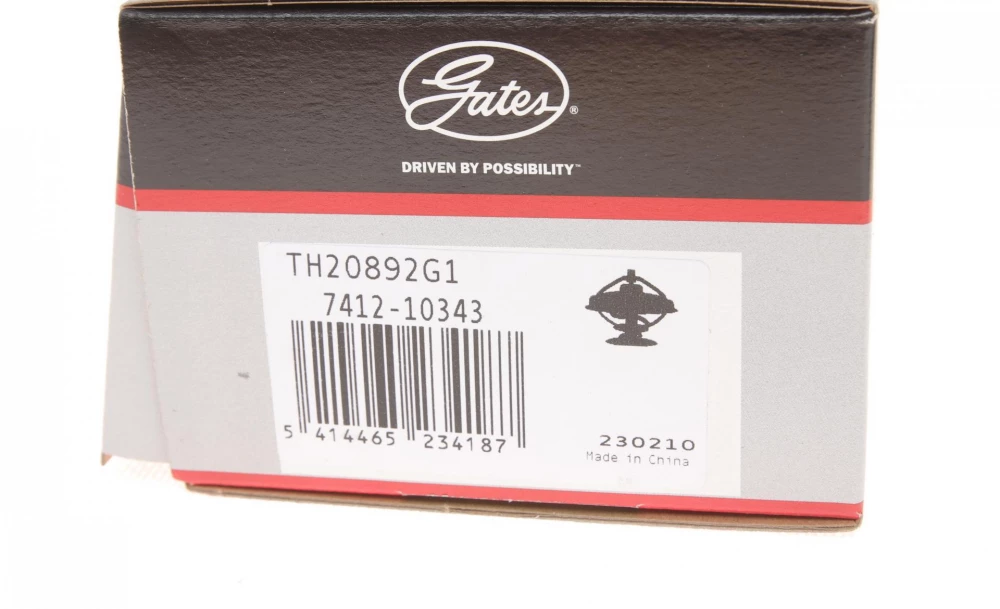 Gates®
DRIVEN BY POSSIBILITY™
TH20892G1
7412-10343
5 414465 234187
230210
Made in China